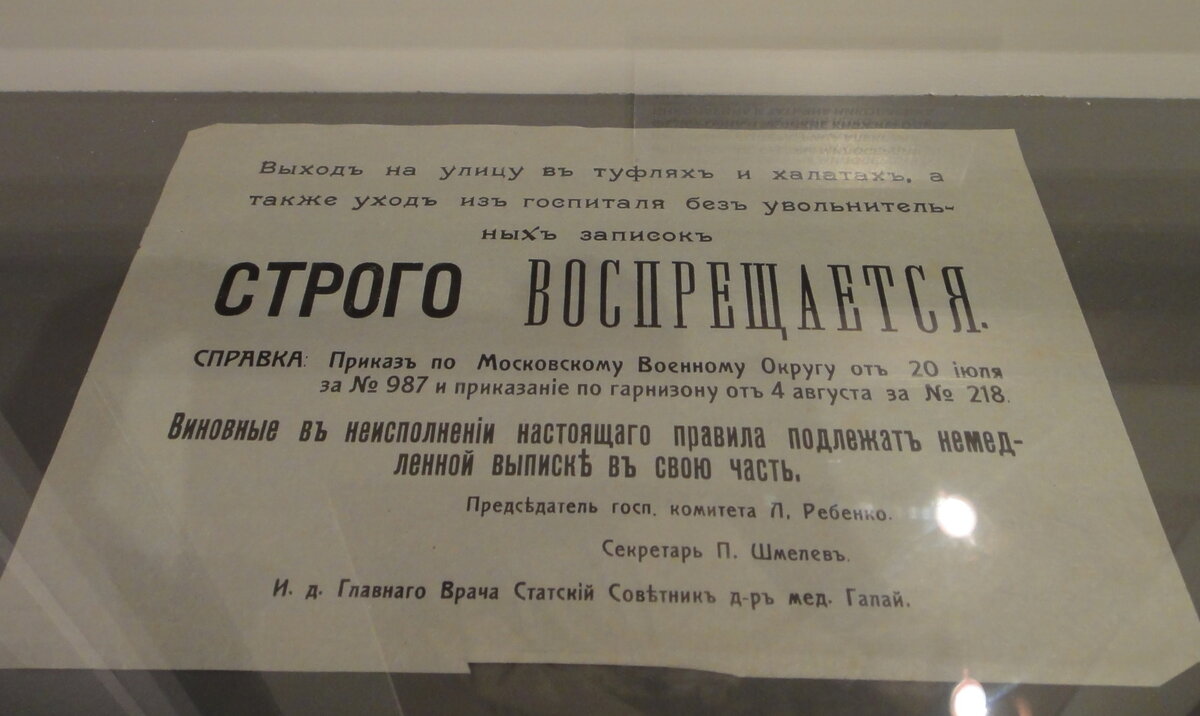 Выходъ на улицу въ туфляхъ и халатахъ, а
также уходъ изъ госпиталя безъ увольнитель-
ныхъ записокъ
СТРОГО ВОСПРЕЩАЕТСЯ.
СПРАВКА: Приказъ по Московскому Военному Округу отъ 20 іюля
за № 987 и приказаніе по гарнизону отъ 4 августа за № 218.
Виновные въ неисполненіи настоящаго правила подлежатъ немед-
ленной выпискѣ въ свою часть.
Предсѣдатель госп. комитета Л. Ребенко.
Секретарь П. Шмелевъ.
И. д. Главнаго Врача Статскій Совѣтникъ д-ръ мед. Галай.